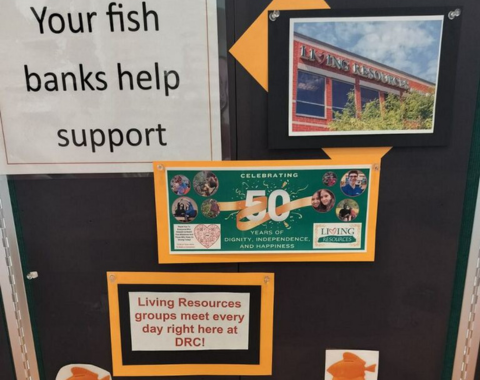 Your fish
banks help
support
LIVING RESOURCES
CELEBRATING
50
YEARS OF
DIGNITY, INDEPENDENCE,
AND HAPPINESS
LIVING
RESOURCES
Living Resources
groups meet every
day right here at
DRC!